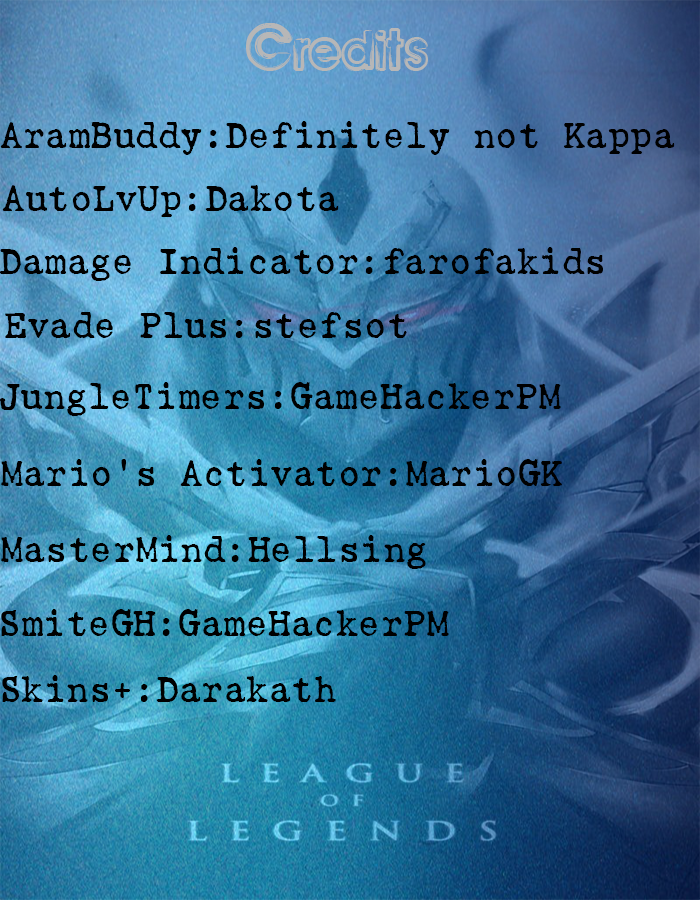 Credits
AramBuddy:Definitely not Kappa
AutoLvUp:Dakota
Damage Indicator:farofakids
Evade Plus:stefsot
JungleTimers:GameHackerPM
Mario's Activator:MarioGK
MasterMind:Hellsing
SmiteGH:GameHackerPM
Skins+:Darakath
LEAGUE
OF
LEGENDS